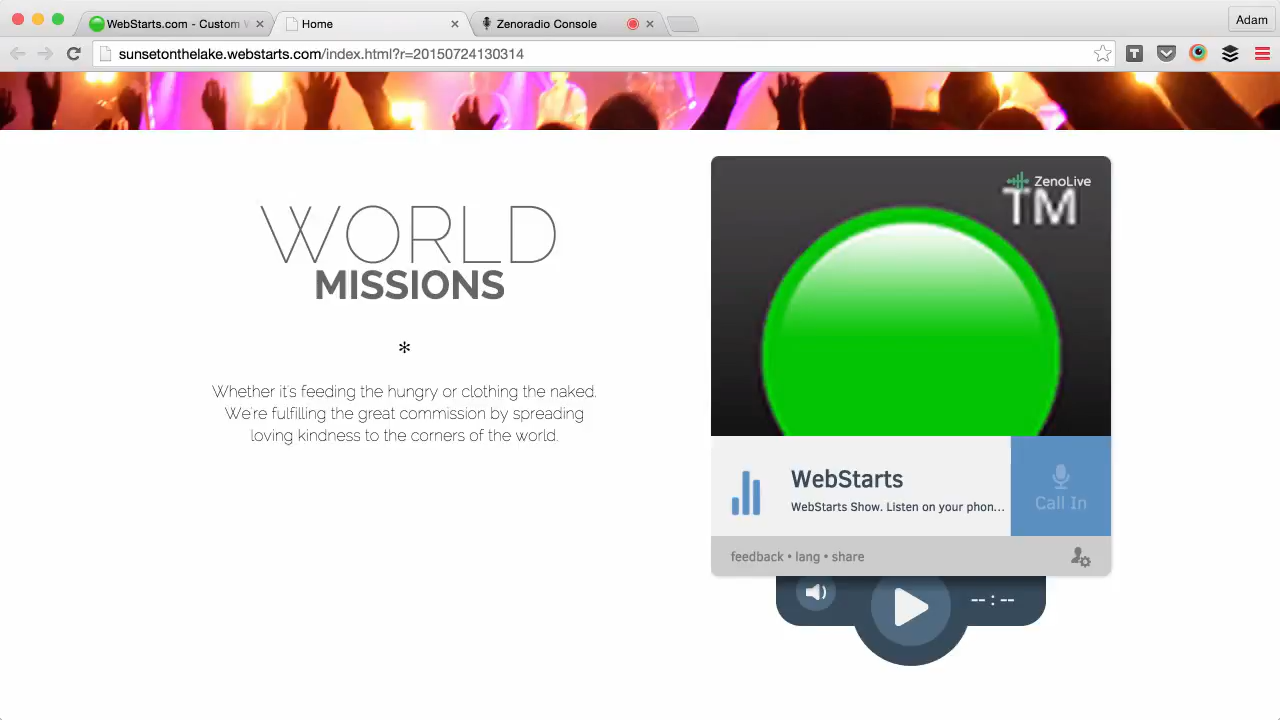 WebStarts.com - Custom W
Home
Zenoradio Console
Adam
sunsetonthelake.webstarts.com/index.html?r=20150724130314
T
WORLD
MISSIONS
*
Whether it's feeding the hungry or clothing the naked.
We're fulfilling the great commission by spreading
loving kindness to the corners of the world.
ZenoLive
TM
WebStarts
WebStarts Show. Listen on your phon...
Call In
feedback • lang • share
-- : --